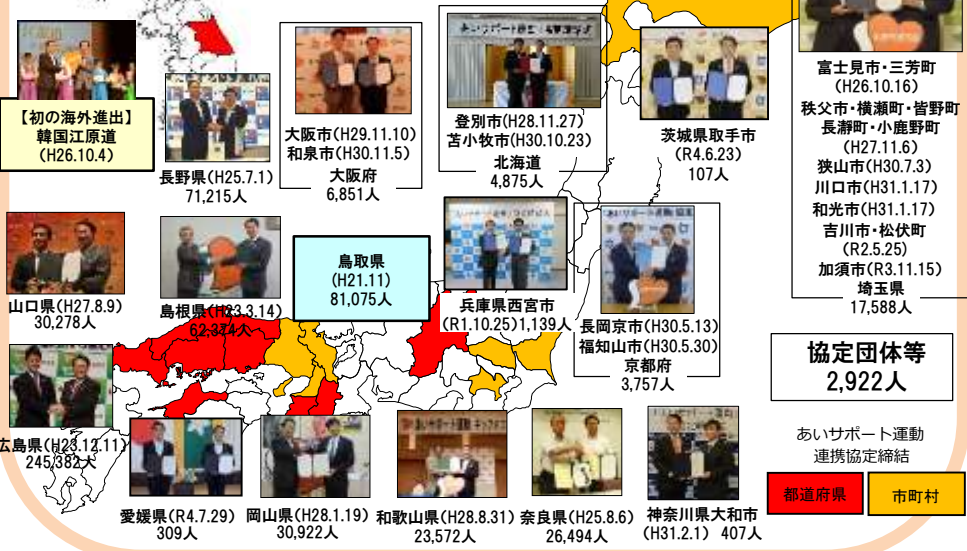 【初の海外進出】
韓国江原道
(H26.10.4)
長野県(H25.7.1)
71,215人
大阪市(H29.11.10)
和泉市(H30.11.5)
大阪府
6,851人
登別市(H28.11.27)
苫小牧市(H30.10.23)
北海道
4,875人
茨城県取手市
(R4.6.23)
107人
富士見市・三芳町
(H26.10.16)
秩父市・横瀬町・皆野町
長瀞町・小鹿野町
(H27.11.6)
狭山市(H30.7.3)
川口市(H31.1.17)
和光市(H31.1.17)
吉川市・松伏町
(R2.5.25)
加須市(R3.11.15)
埼玉県
17,588人
山口県(H27.8.9)
30,278人
島根県(H23.3.14)
62,374人
鳥取県
(H21.11)
81,075人
兵庫県西宮市
(R1.10.25)1,139人
長岡京市(H30.5.13)
福知山市(H30.5.30)
京都府
3,757人
協定団体等
2,922人
広島県(H23.12.11)
245,382人
愛媛県(R4.7.29)
309人
岡山県(H28.1.19)
30,922人
和歌山県(H28.8.31)
23,572人
奈良県(H25.8.6)
26,494人
神奈川県大和市
(H31.2.1) 407人
あいサポート運動
連携協定締結
都道府県
市町村